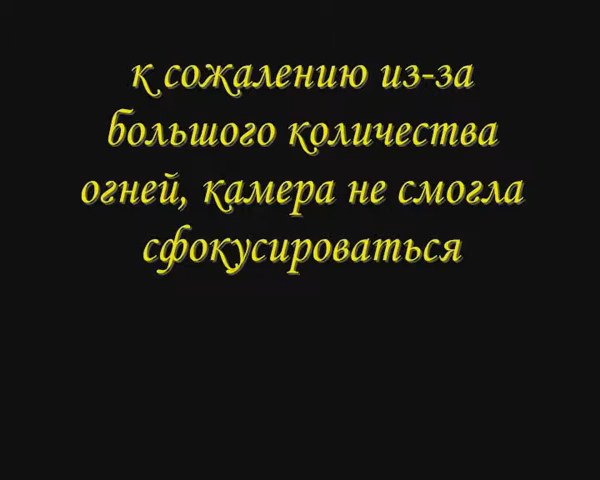 к сожалению из-за
большого количества
огней, камера не смогла
сфокусироваться